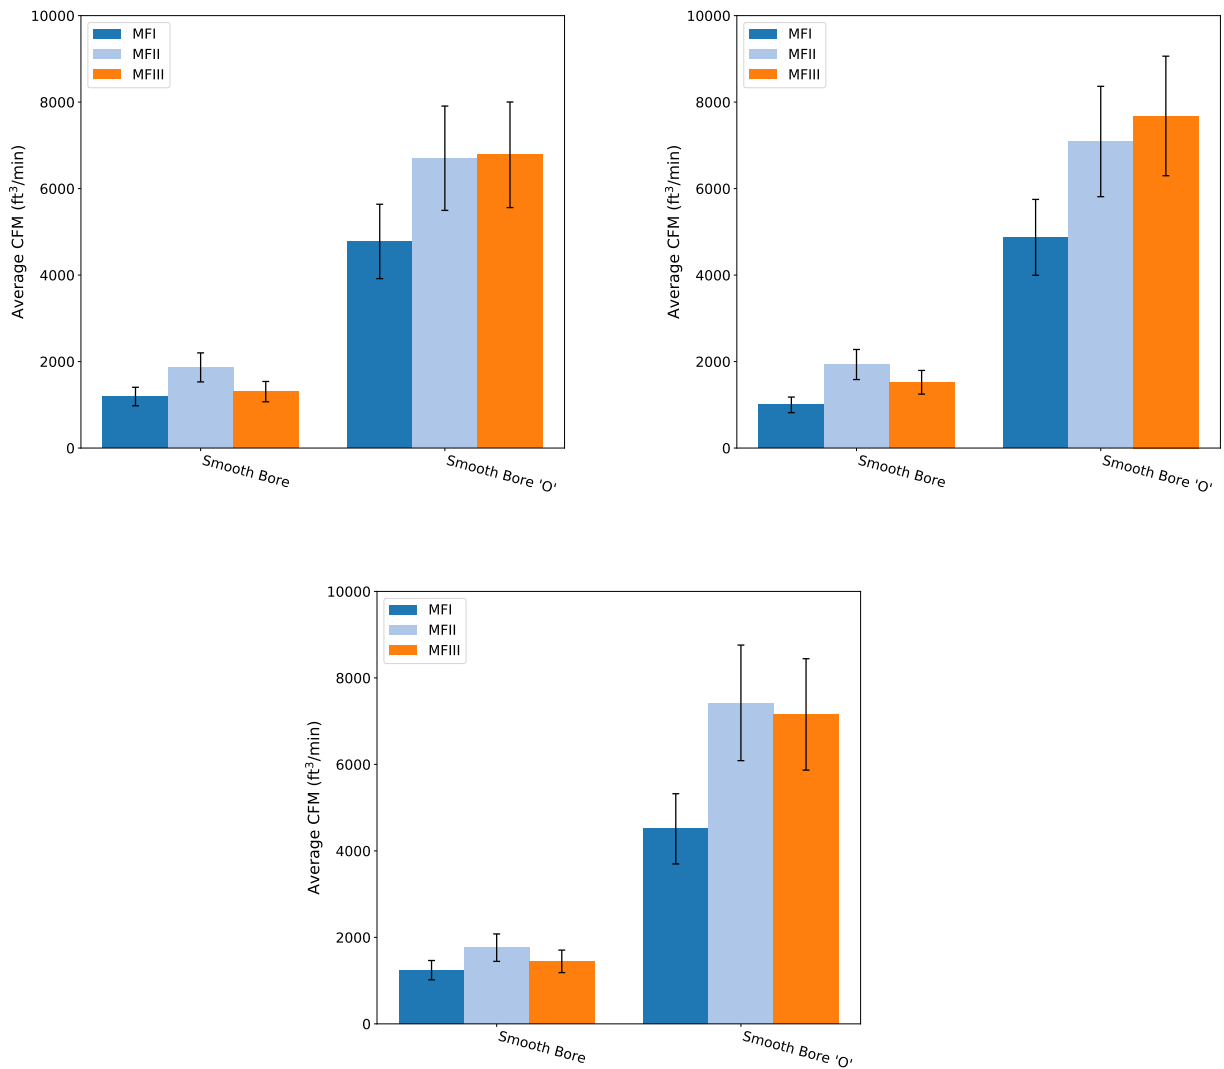 10000
8000
6000
4000
2000
0
Average CFM (ft³/min)
MFI
MFII
MFIII
Smooth Bore
Smooth Bore 'O'
10000
8000
6000
4000
2000
0
Average CFM (ft³/min)
MFI
MFII
MFIII
Smooth Bore
Smooth Bore 'O'
10000
8000
6000
4000
2000
0
Average CFM (ft³/min)
MFI
MFII
MFIII
Smooth Bore
Smooth Bore 'O'